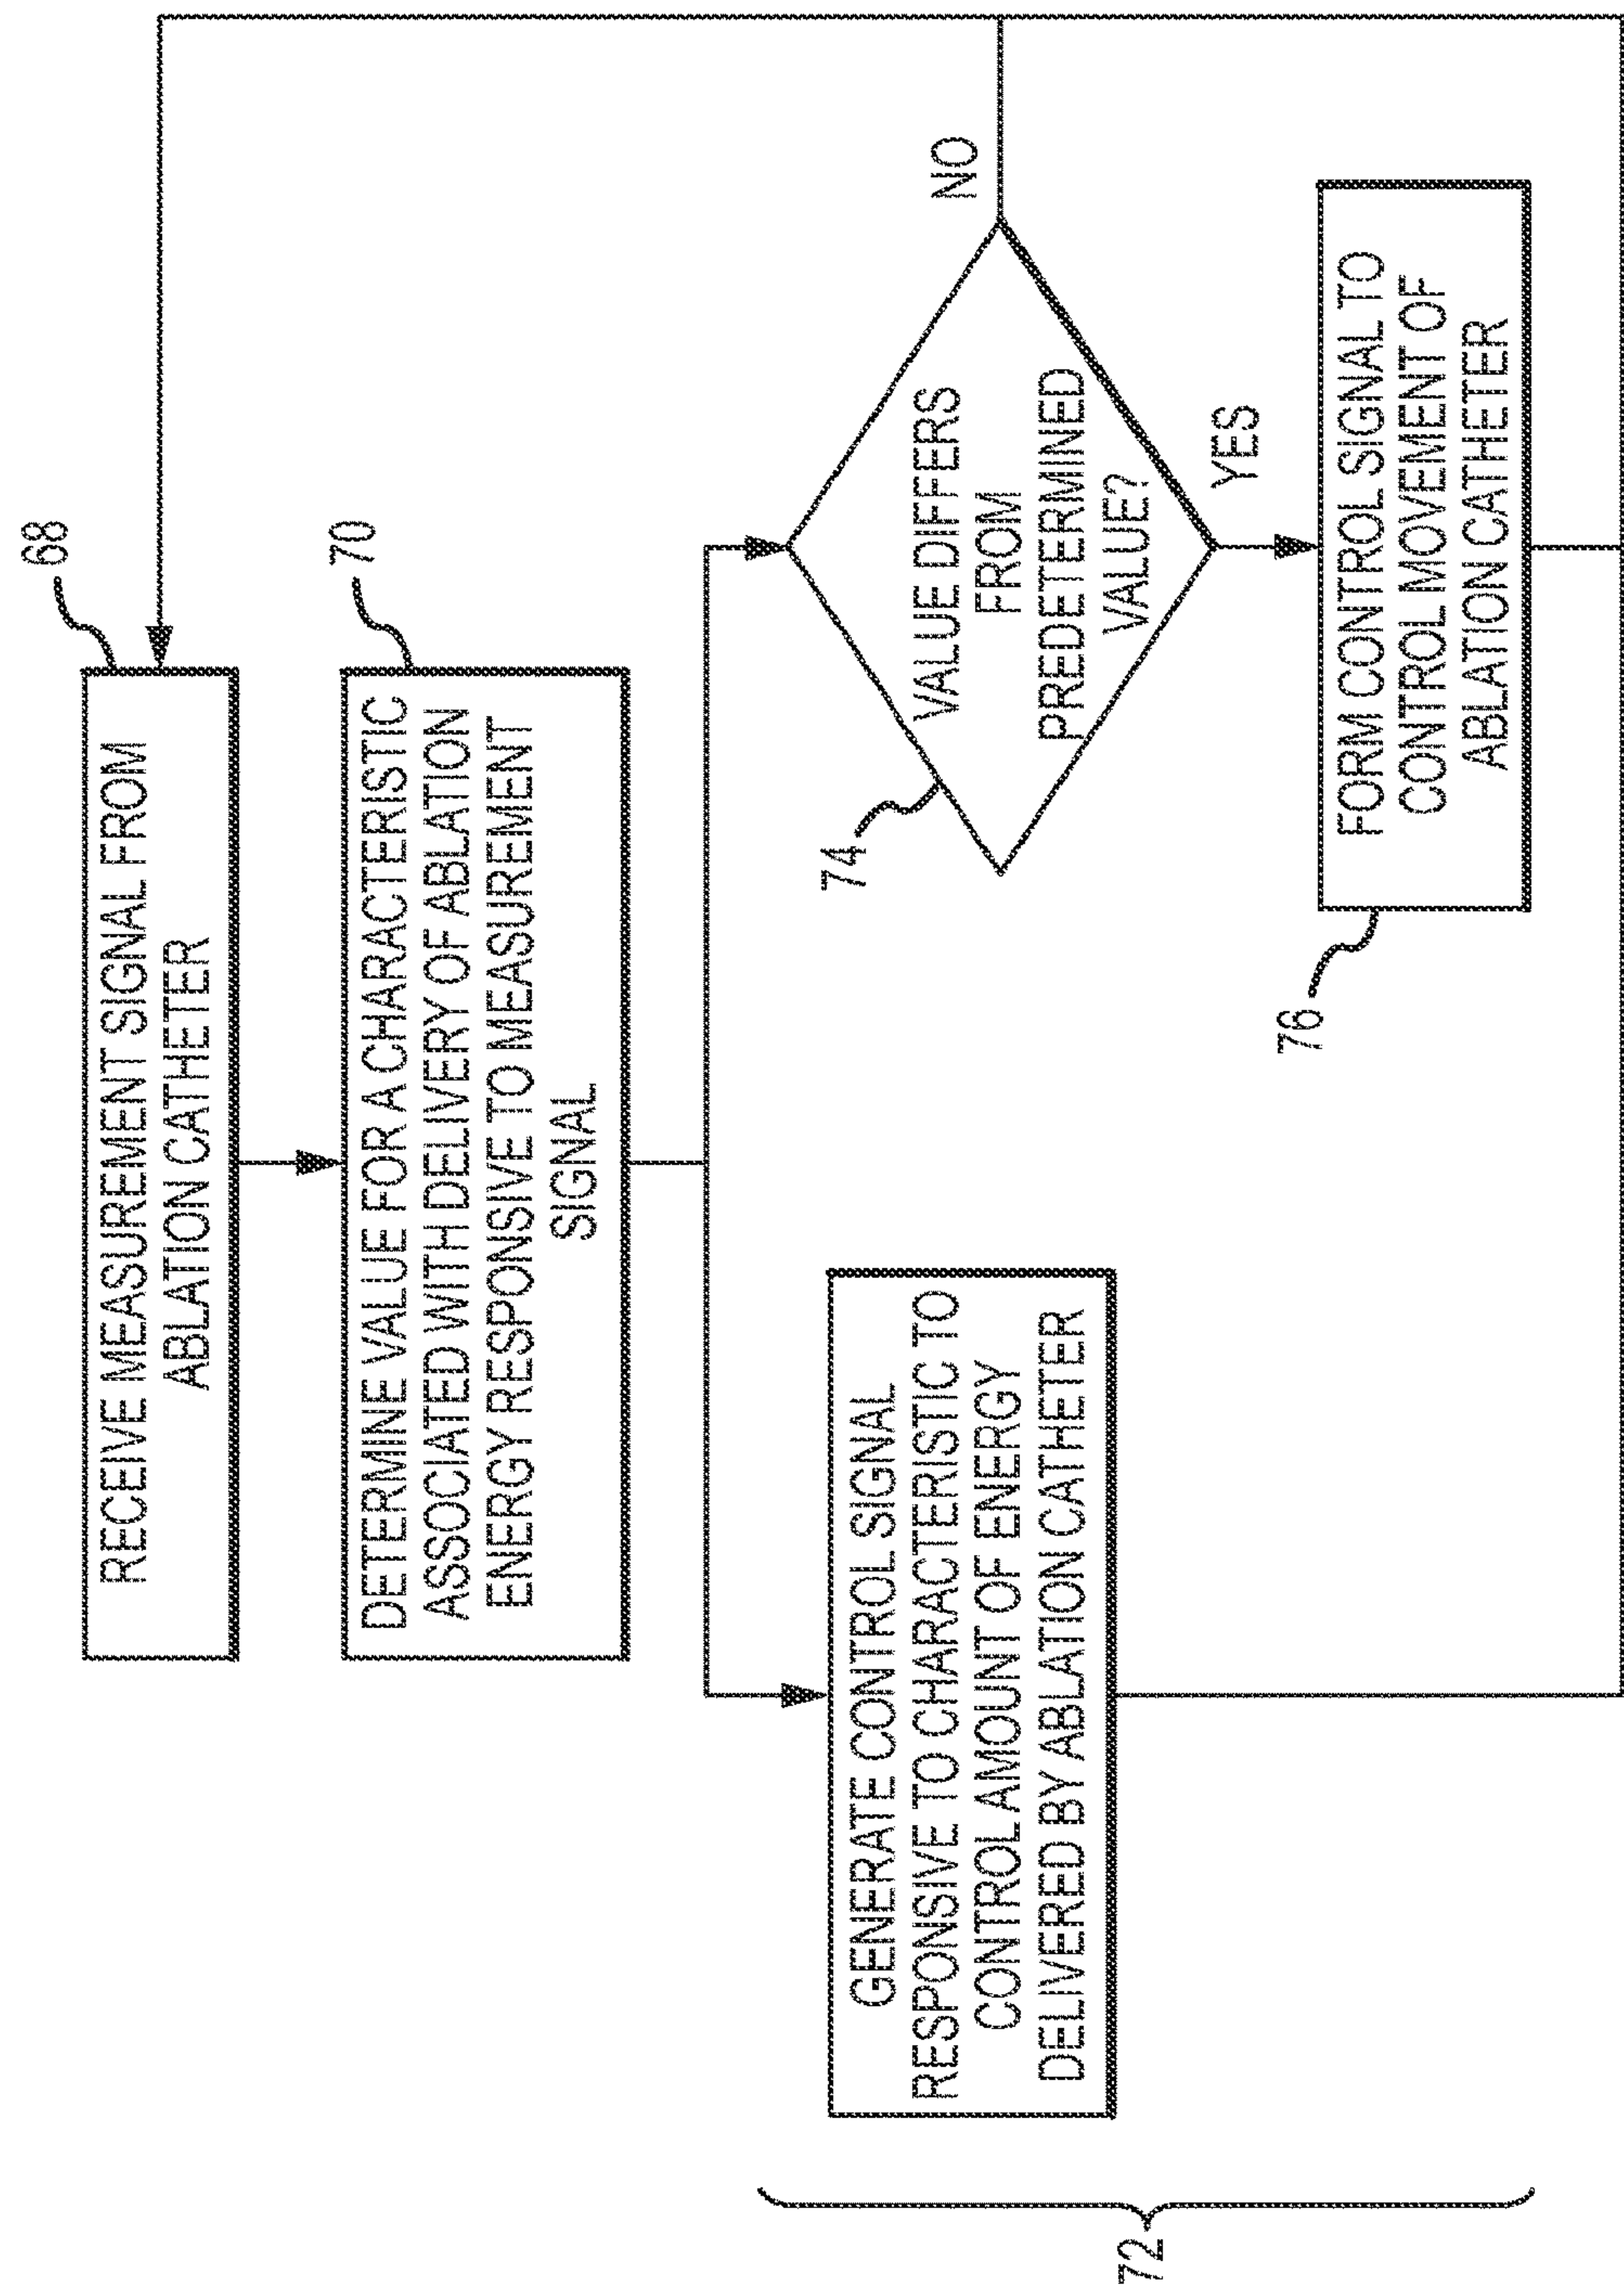 68
RECEIVE MEASUREMENT SIGNAL FROM
ABLATION CATHETER
70
DETERMINE VALUE FOR A CHARACTERISTIC
ASSOCIATED WITH DELIVERY OF ABLATION
ENERGY RESPONSIVE TO MEASUREMENT
SIGNAL
72
GENERATE CONTROL SIGNAL
RESPONSIVE TO CHARACTERISTIC TO
CONTROL AMOUNT OF ENERGY
DELIVERED BY ABLATION CATHETER
74
VALUE DIFFERS
FROM
PREDETERMINED
VALUE?
NO
YES
76
FORM CONTROL SIGNAL TO
CONTROL MOVEMENT OF
ABLATION CATHETER